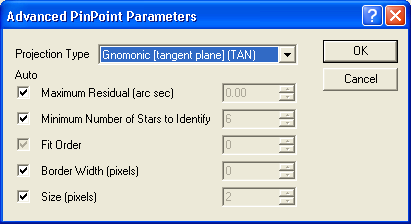 Advanced PinPoint Parameters
Projection Type Gnomonic [tangent plane] (TAN) OK
Cancel
Auto
Maximum Residual (arc sec) 0.00
Minimum Number of Stars to Identify 6
Fit Order 0
Border Width (pixels) 0
Size (pixels) 2